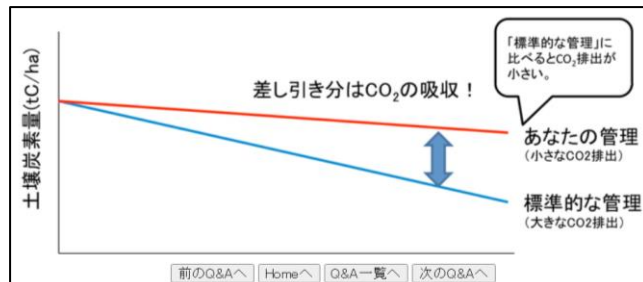 「標準的な管理」に
比べるとCO₂排出が
小さい。
差し引き分はCO₂の吸収！
土壌炭素量(tC/ha)
あなたの管理
（小さなCO2排出）
標準的な管理
（大きなCO2排出）
前のQ&Aへ
Homeへ
Q&A一覧へ
次のQ&Aへ